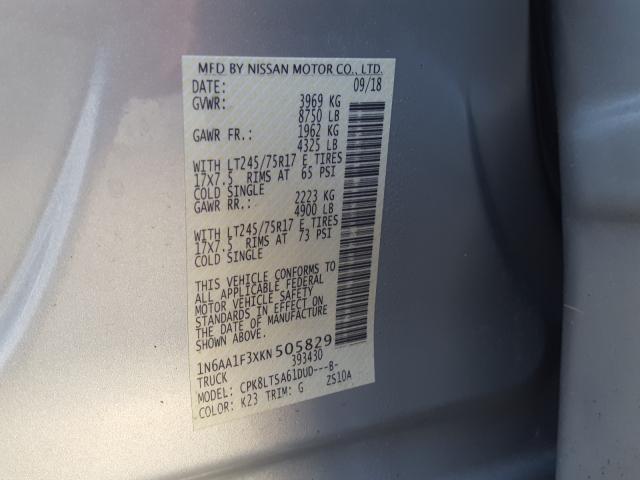 MFD BY NISSAN MOTOR CO., LTD.
DATE: 09/18
GVWR: 3969 KG
8750 LB
GAWR FR.: 1962 KG
4325 LB
WITH LT245/75R17 E TIRES
17X7.5 RIMS AT 65 PSI
COLD SINGLE
GAWR RR.: 2223 KG
4900 LB
WITH LT245/75R17 E TIRES
17X7.5 RIMS AT 73 PSI
COLD SINGLE
THIS VEHICLE CONFORMS TO
ALL APPLICABLE FEDERAL
MOTOR VEHICLE SAFETY
STANDARDS IN EFFECT ON
THE DATE OF MANUFACTURE
SHOWN ABOVE.
1N6AA1F3XKN505829
TRUCK 393430
MODEL: CPK8LT5A61DUD---B-
COLOR: K23 TRIM: G ZS10A